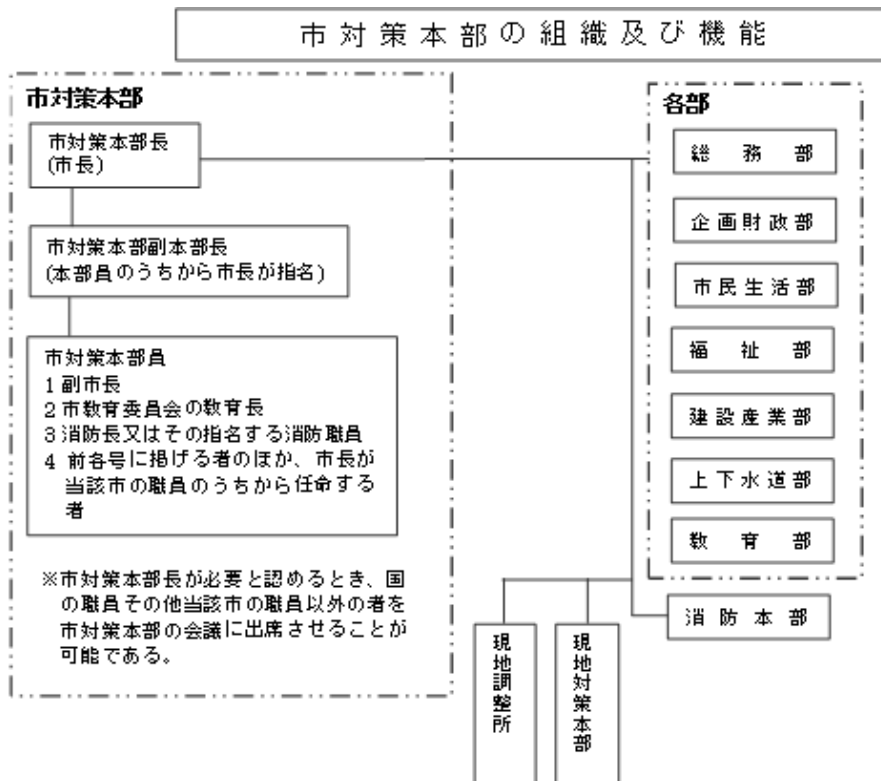 市対策本部の組織及び機能
市対策本部
市対策本部長
(市長)
市対策本部副本部長
(本部員のうちから市長が指名)
市対策本部員
1 副市長
2 市教育委員会の教育長
3 消防長又はその指名する消防職員
4 前各号に掲げる者のほか、市長が
当該市の職員のうちから任命する
者
※市対策本部長が必要と認めるとき、国
の職員その他当該市の職員以外の者を
市対策本部の会議に出席させることが
可能である。
各部
総務部
企画財政部
市民生活部
福祉部
建設産業部
上下水道部
教育部
消防本部
現地調整所
現地対策本部